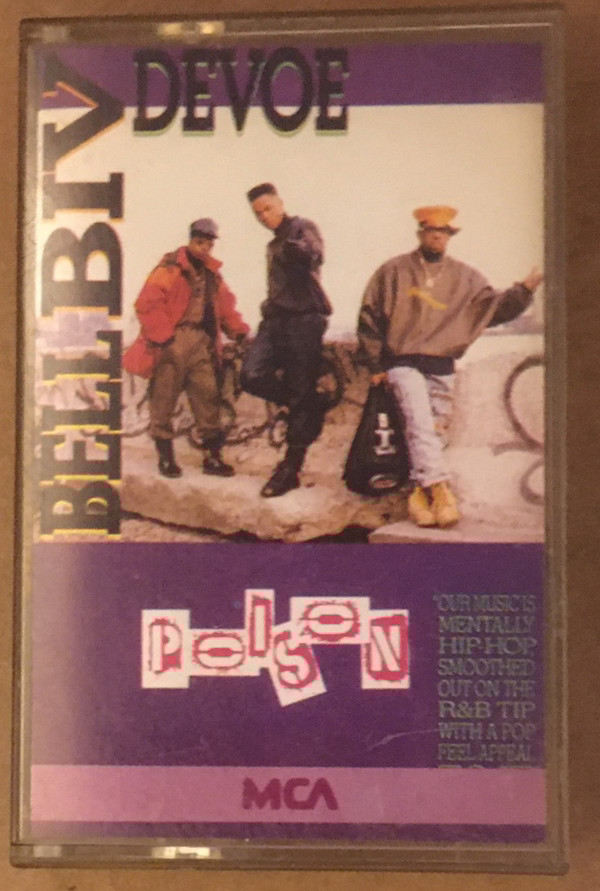 BELL BIV
DEVOE
POISON
"OUR MUSIC IS
MENTALLY
HIP-HOP
SMOOTHED
OUT ON THE
R&B TIP
WITH A POP
FEEL APPEAL
MCA